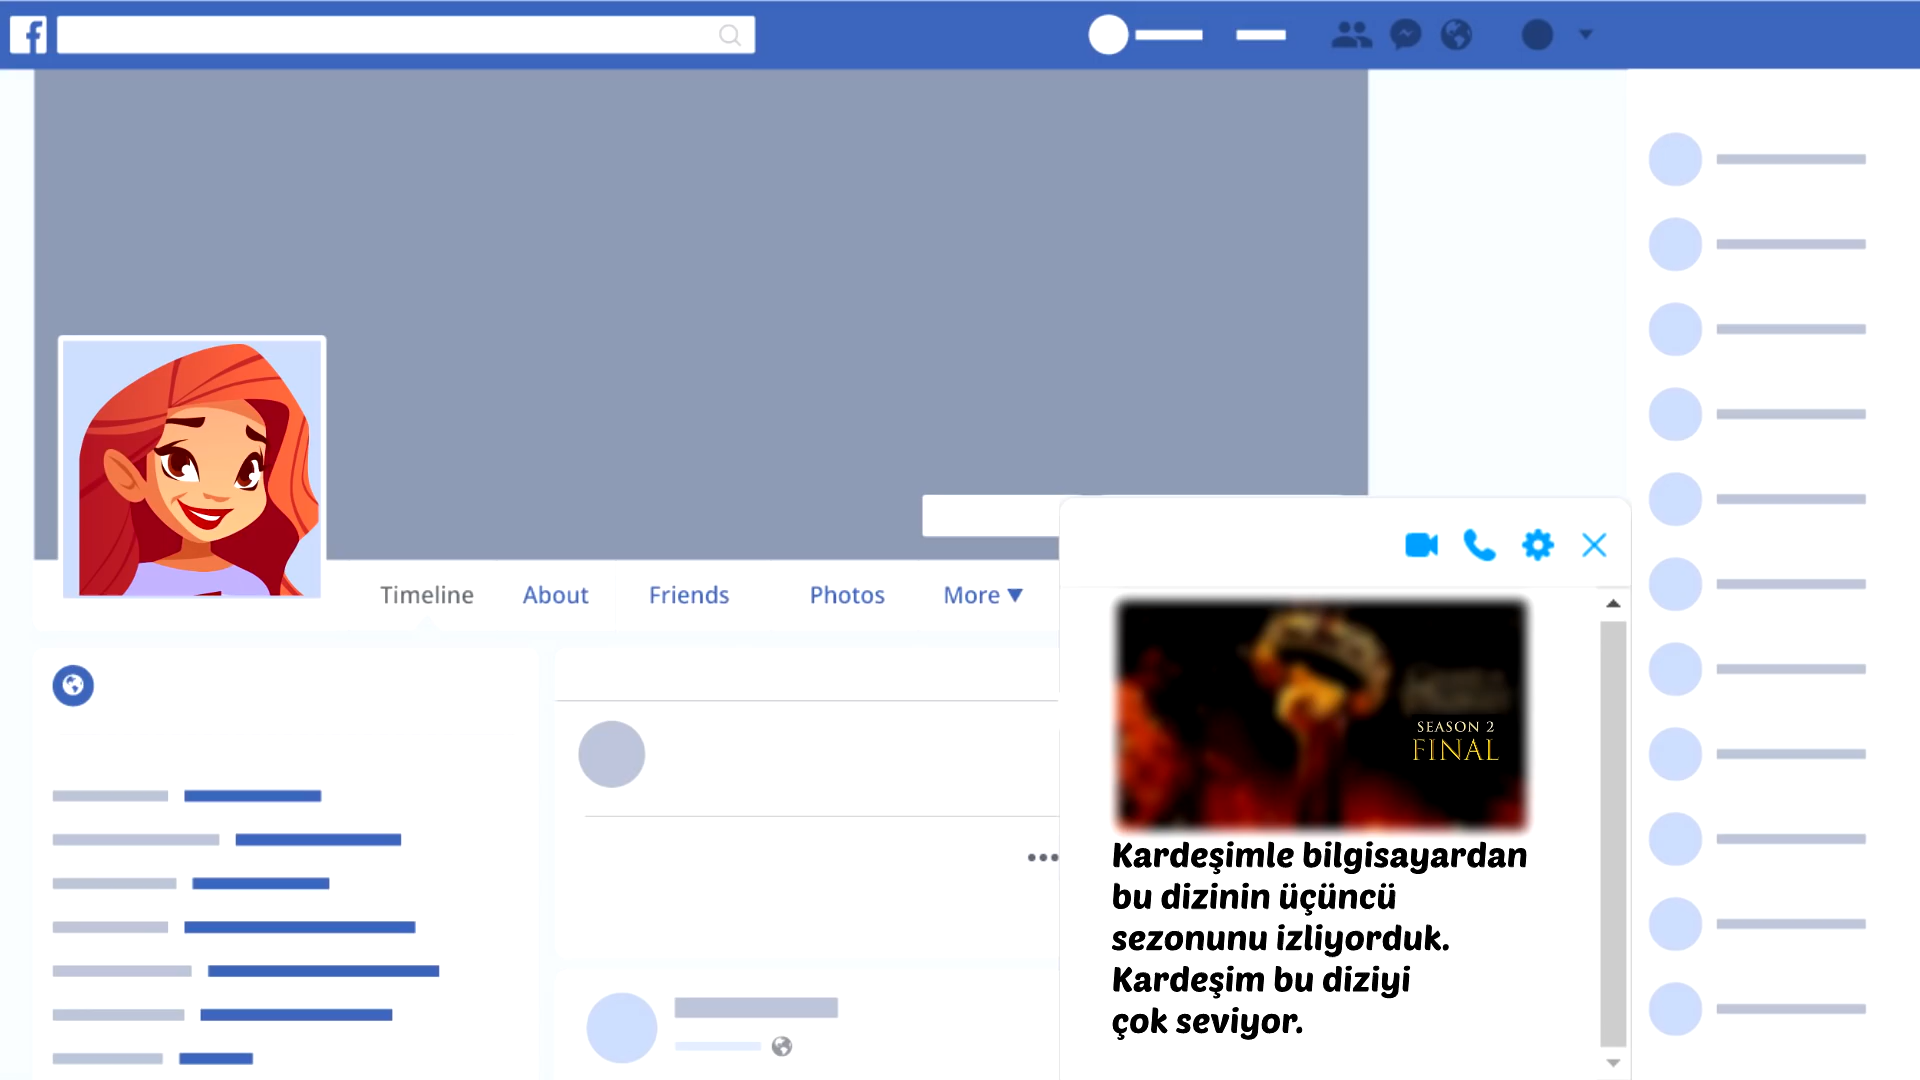 Timeline About Friends Photos More
SEASON 2
FINAL
Kardeşimle bilgisayardan
bu dizinin üçüncü
sezonunu izliyorduk.
Kardeşim bu diziyi
çok seviyor.